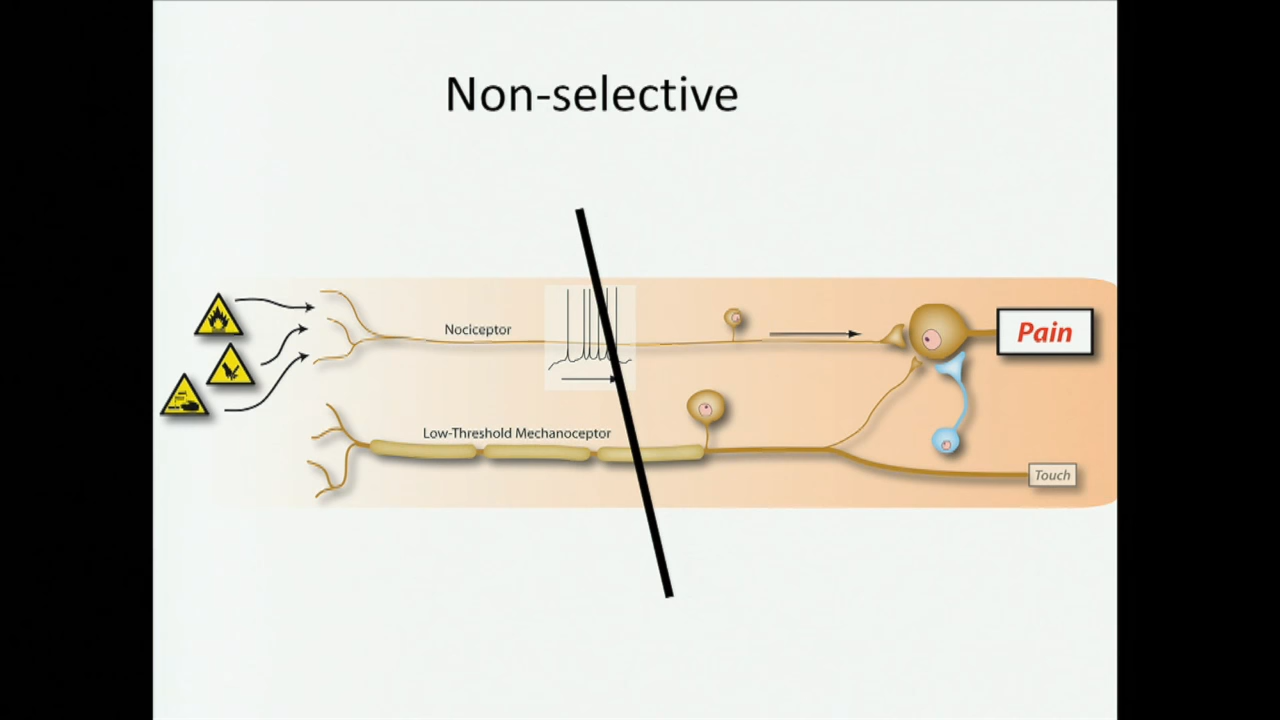 Non-selective
Nociceptor
Pain
Low-Threshold Mechanoceptor
Touch